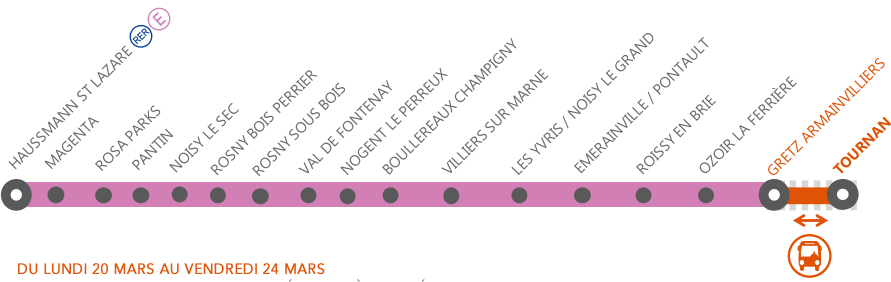 HAUSSMANN ST LAZARE RER E
MAGENTA
ROSA PARKS
PANTIN
NOISY LE SEC
ROSNY BOIS PERRIER
ROSNY SOUS BOIS
VAL DE FONTENAY
NOGENT LE PERREUX
BOULLEREAUX CHAMPIGNY
VILLIERS SUR MARNE
LES YVRIS / NOISY LE GRAND
EMERAINVILLE / PONTAULT
ROISSY EN BRIE
OZOIR LA FERRIÈRE
GRETZ ARMAINVILLIERS
TOURNAN
DU LUNDI 20 MARS AU VENDREDI 24 MARS